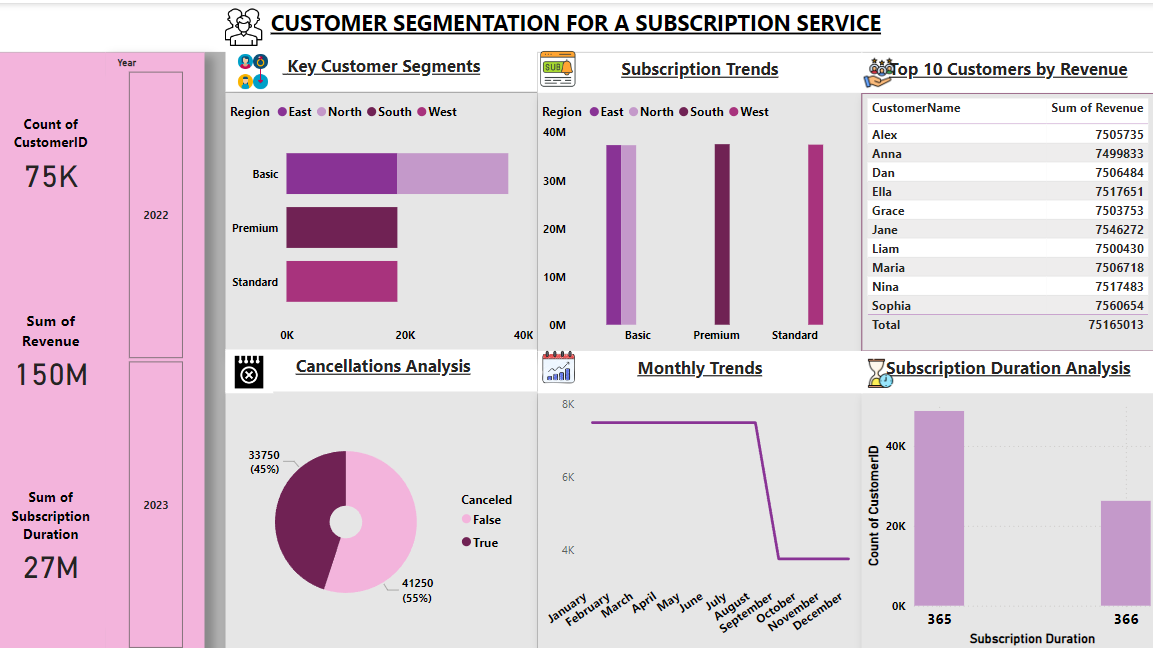 CUSTOMER SEGMENTATION FOR A SUBSCRIPTION SERVICE
Year
Count of
CustomerID
75K
2022
Sum of
Revenue
150M
Sum of
Subscription
Duration
27M
2023
Key Customer Segments
Region East North South West
Basic
Premium
Standard
0K 20K 40K
SUB
Subscription Trends
Region East North South West
40M
30M
20M
10M
0M
Basic Premium Standard
Top 10 Customers by Revenue
CustomerName Sum of Revenue
Alex 7505735
Anna 7499833
Dan 7506484
Ella 7517651
Grace 7503753
Jane 7546272
Liam 7500430
Maria 7506718
Nina 7517483
Sophia 7560654
Total 75165013
Cancellations Analysis
33750
(45%)
41250
(55%)
Canceled
False
True
Monthly Trends
8K
6K
4K
January
February
March
April
May
June
July
August
September
October
November
December
Subscription Duration Analysis
Count of CustomerID
40K
20K
0K
365 366
Subscription Duration